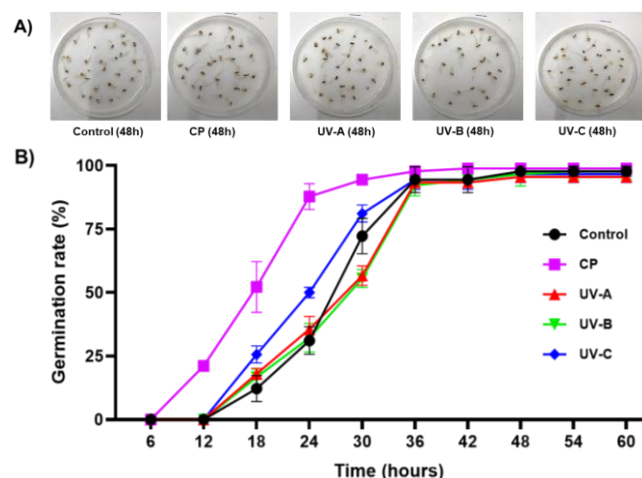 A)
Control (48h) CP (48h) UV-A (48h) UV-B (48h) UV-C (48h)
B)
Germination rate (%)
100
75
50
25
0
Control
CP
UV-A
UV-B
UV-C
6 12 18 24 30 36 42 48 54 60
Time (hours)